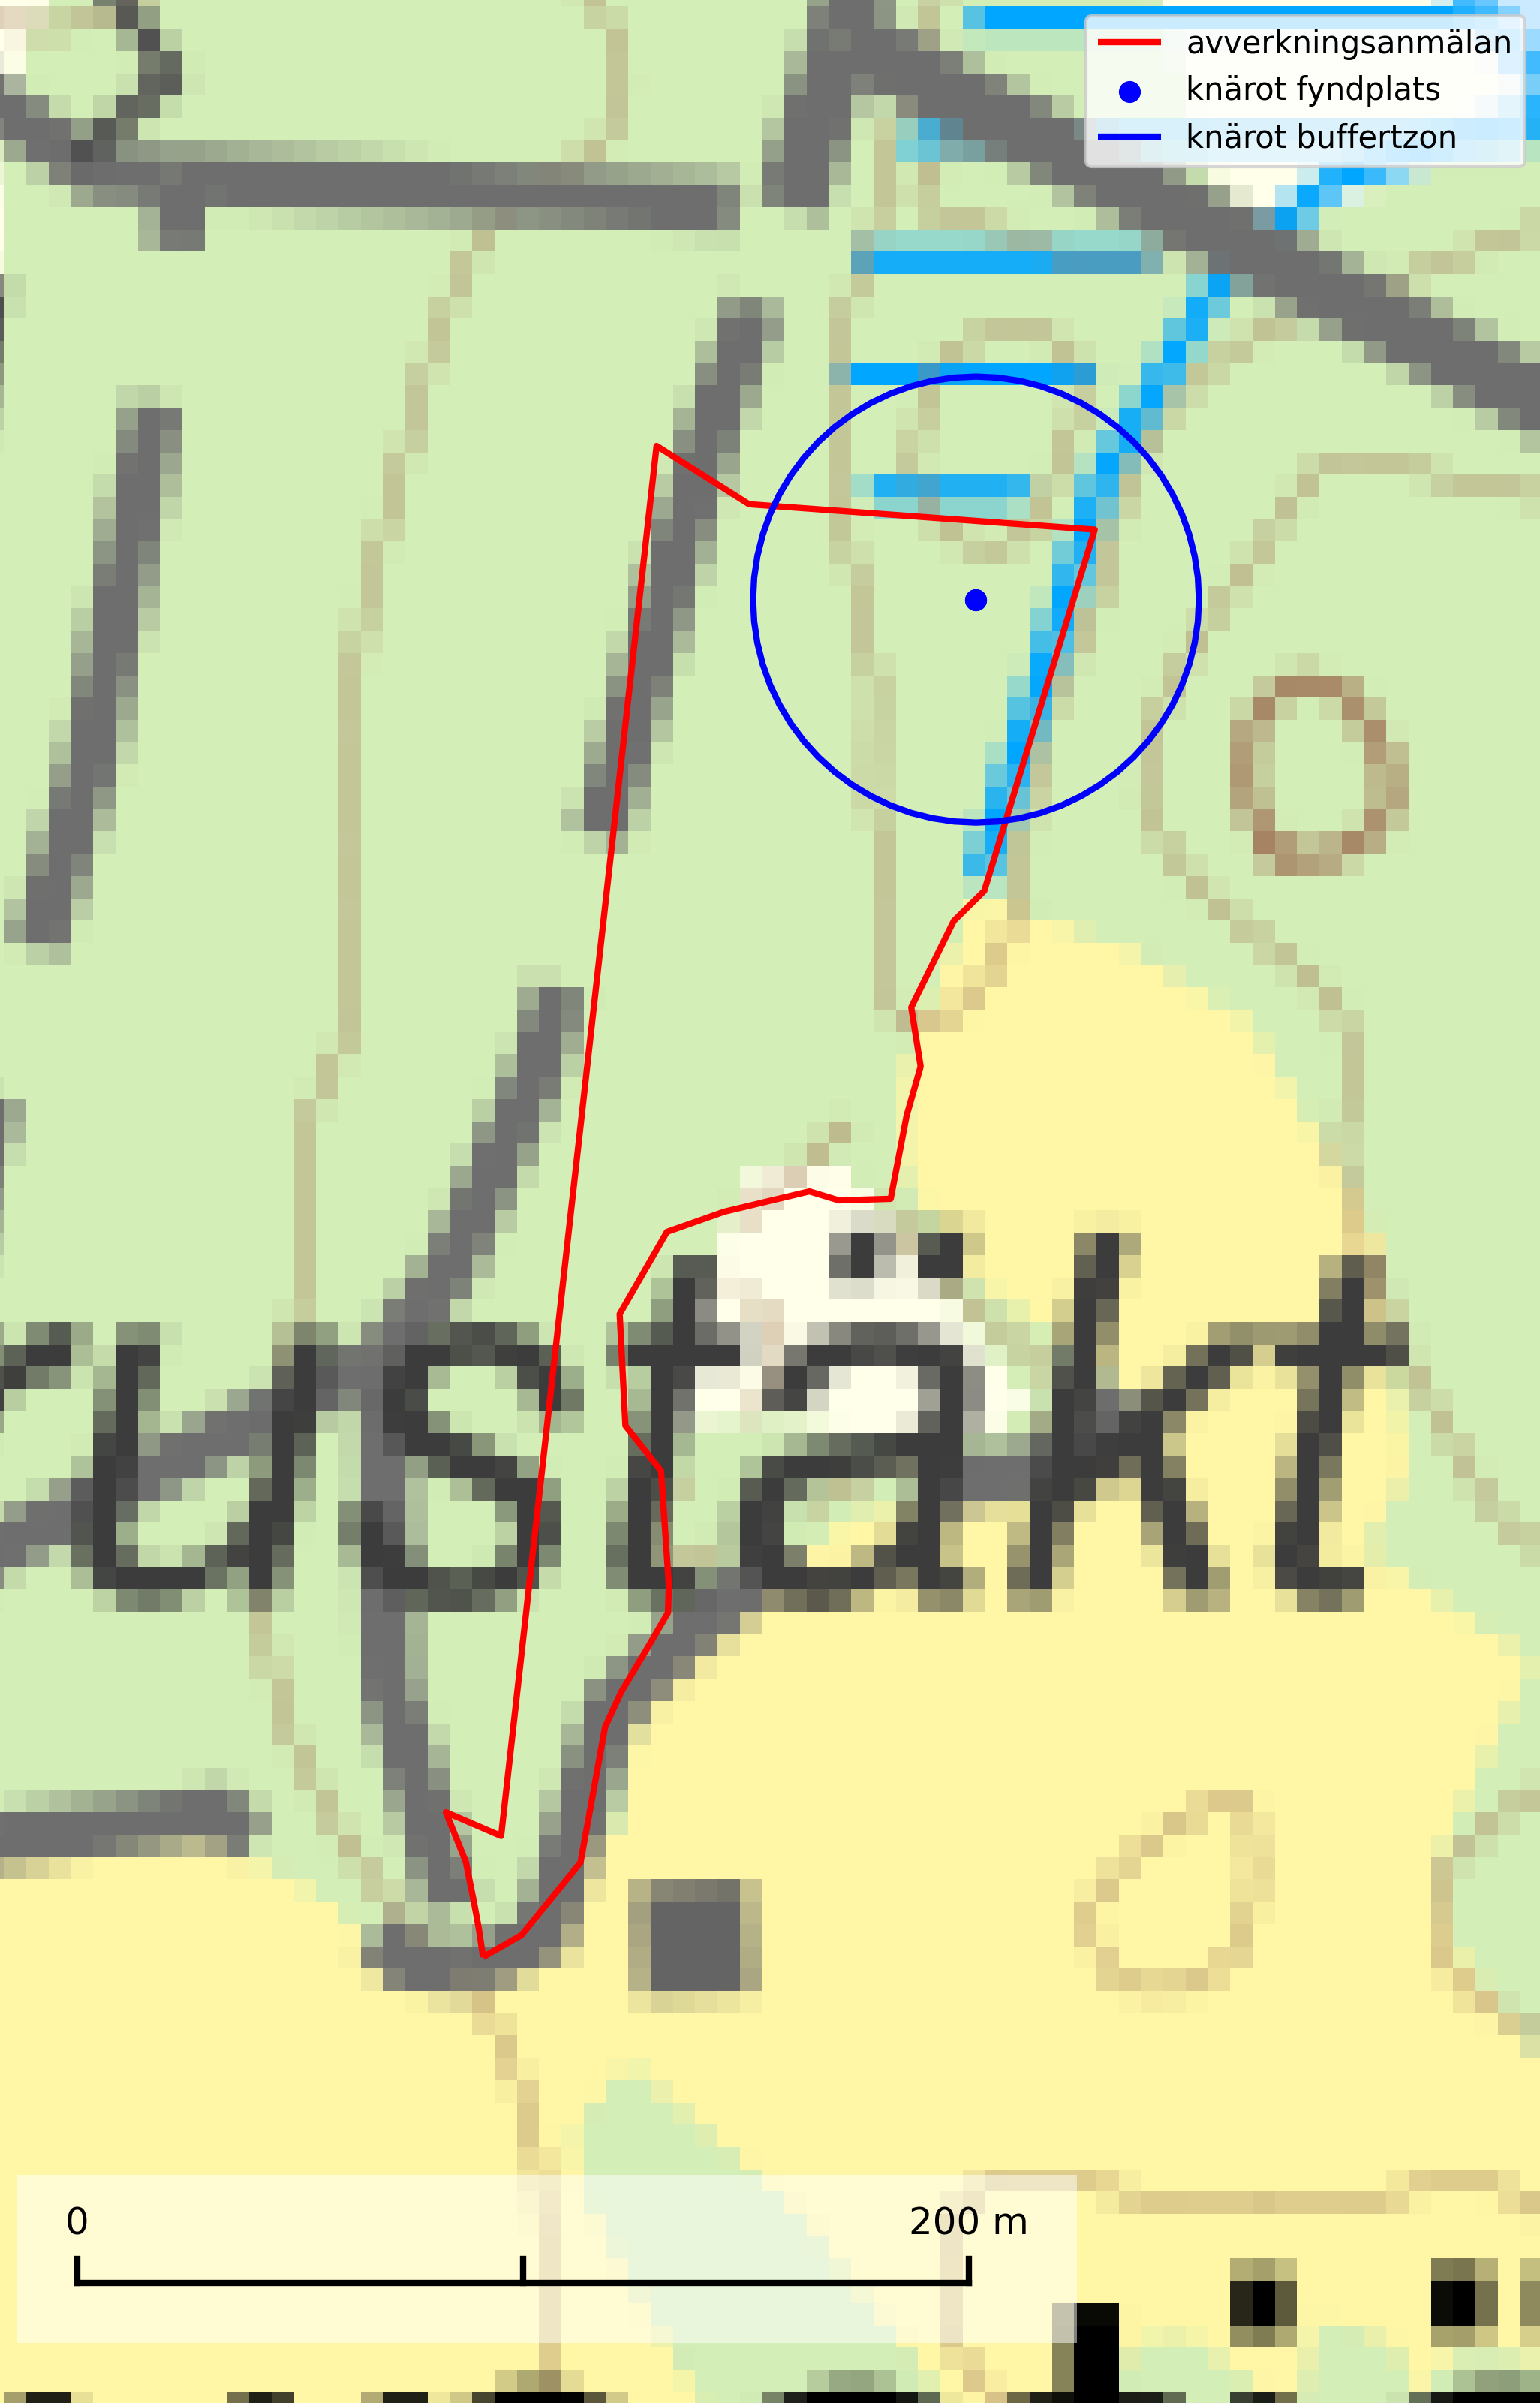 avverkningsanmälan
knärot fyndplats
knärot buffertzon
0
200 m